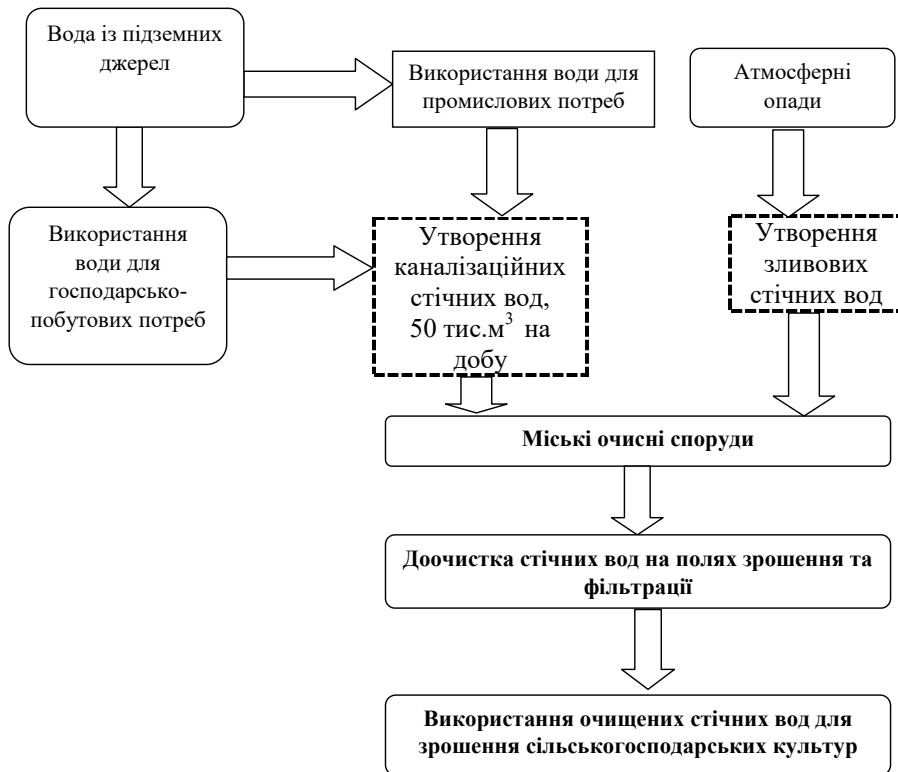 Вода із підземних
джерел
Використання води для
промислових потреб
Атмосферні
опади
Використання
води для
господарсько-
побутових потреб
Утворення
каналізаційних
стічних вод,
50 тис.м³ на
добу
Утворення
зливових
стічних вод
Міські очисні споруди
Доочистка стічних вод на полях зрошення та
фільтрації
Використання очищених стічних вод для
зрошення сільськогосподарських культур